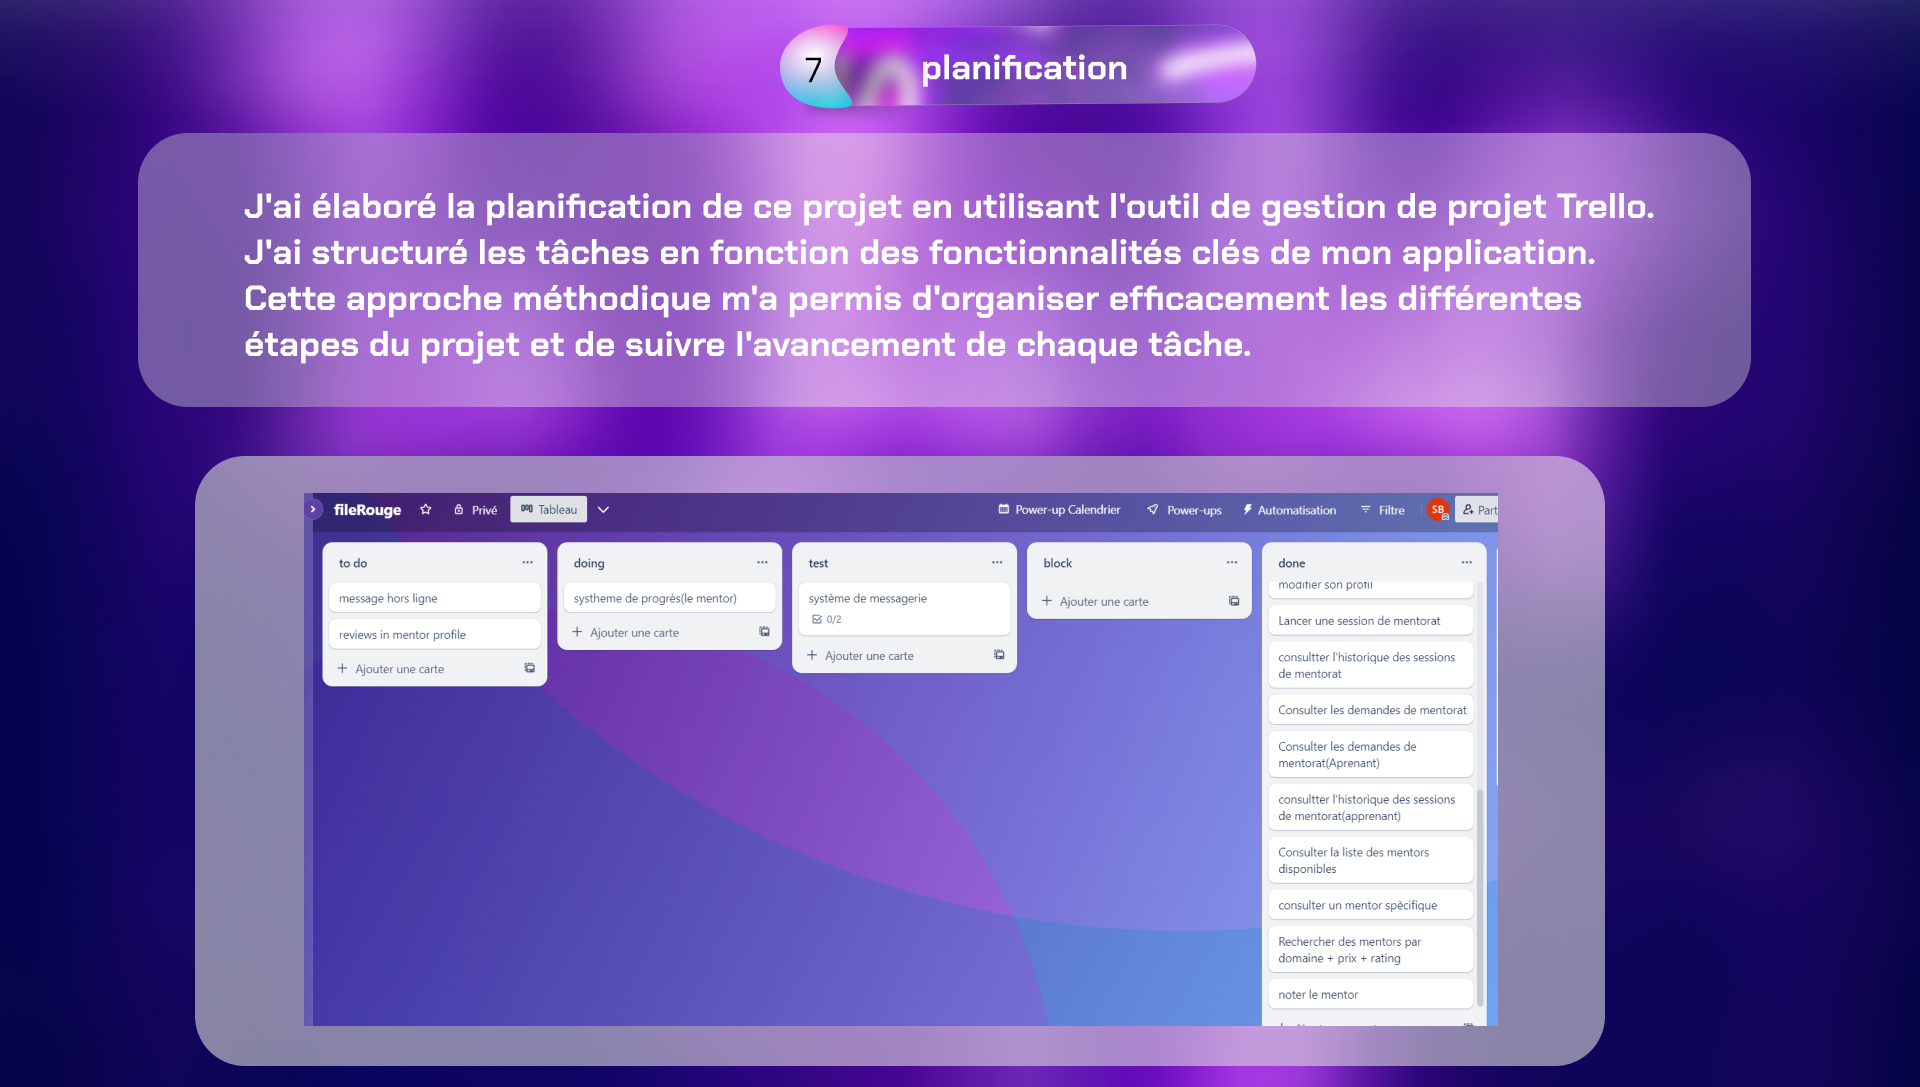 7
planification
J'ai élaboré la planification de ce projet en utilisant l'outil de gestion de projet Trello.
J'ai structuré les tâches en fonction des fonctionnalités clés de mon application.
Cette approche méthodique m'a permis d'organiser efficacement les différentes
étapes du projet et de suivre l'avancement de chaque tâche.
fileRouge Privé Tableau Power-up Calendrier Power-ups Automatisation Filtre SB Part
to do
message hors ligne
reviews in mentor profile
+ Ajouter une carte
doing
systheme de progrès(le mentor)
+ Ajouter une carte
test
système de messagerie
0/2
+ Ajouter une carte
block
+ Ajouter une carte
done
modifier son profil
Lancer une session de mentorat
consultter l'historique des sessions
de mentorat
Consulter les demandes de mentorat
Consulter les demandes de
mentorat(Aprenant)
consultter l'historique des sessions
de mentorat(apprenant)
Consulter la liste des mentors
disponibles
consulter un mentor spècifique
Rechercher des mentors par
domaine + prix + rating
noter le mentor